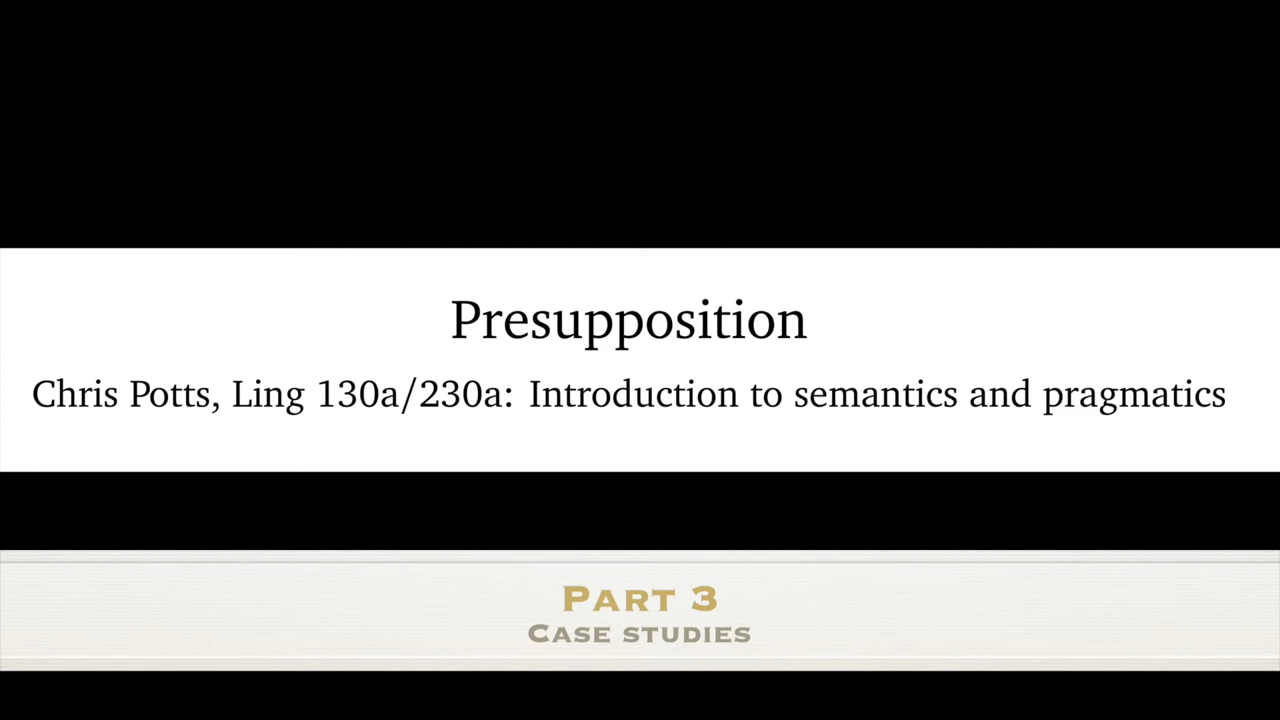 Presupposition
Chris Potts, Ling 130a/230a: Introduction to semantics and pragmatics
Part 3
Case studies